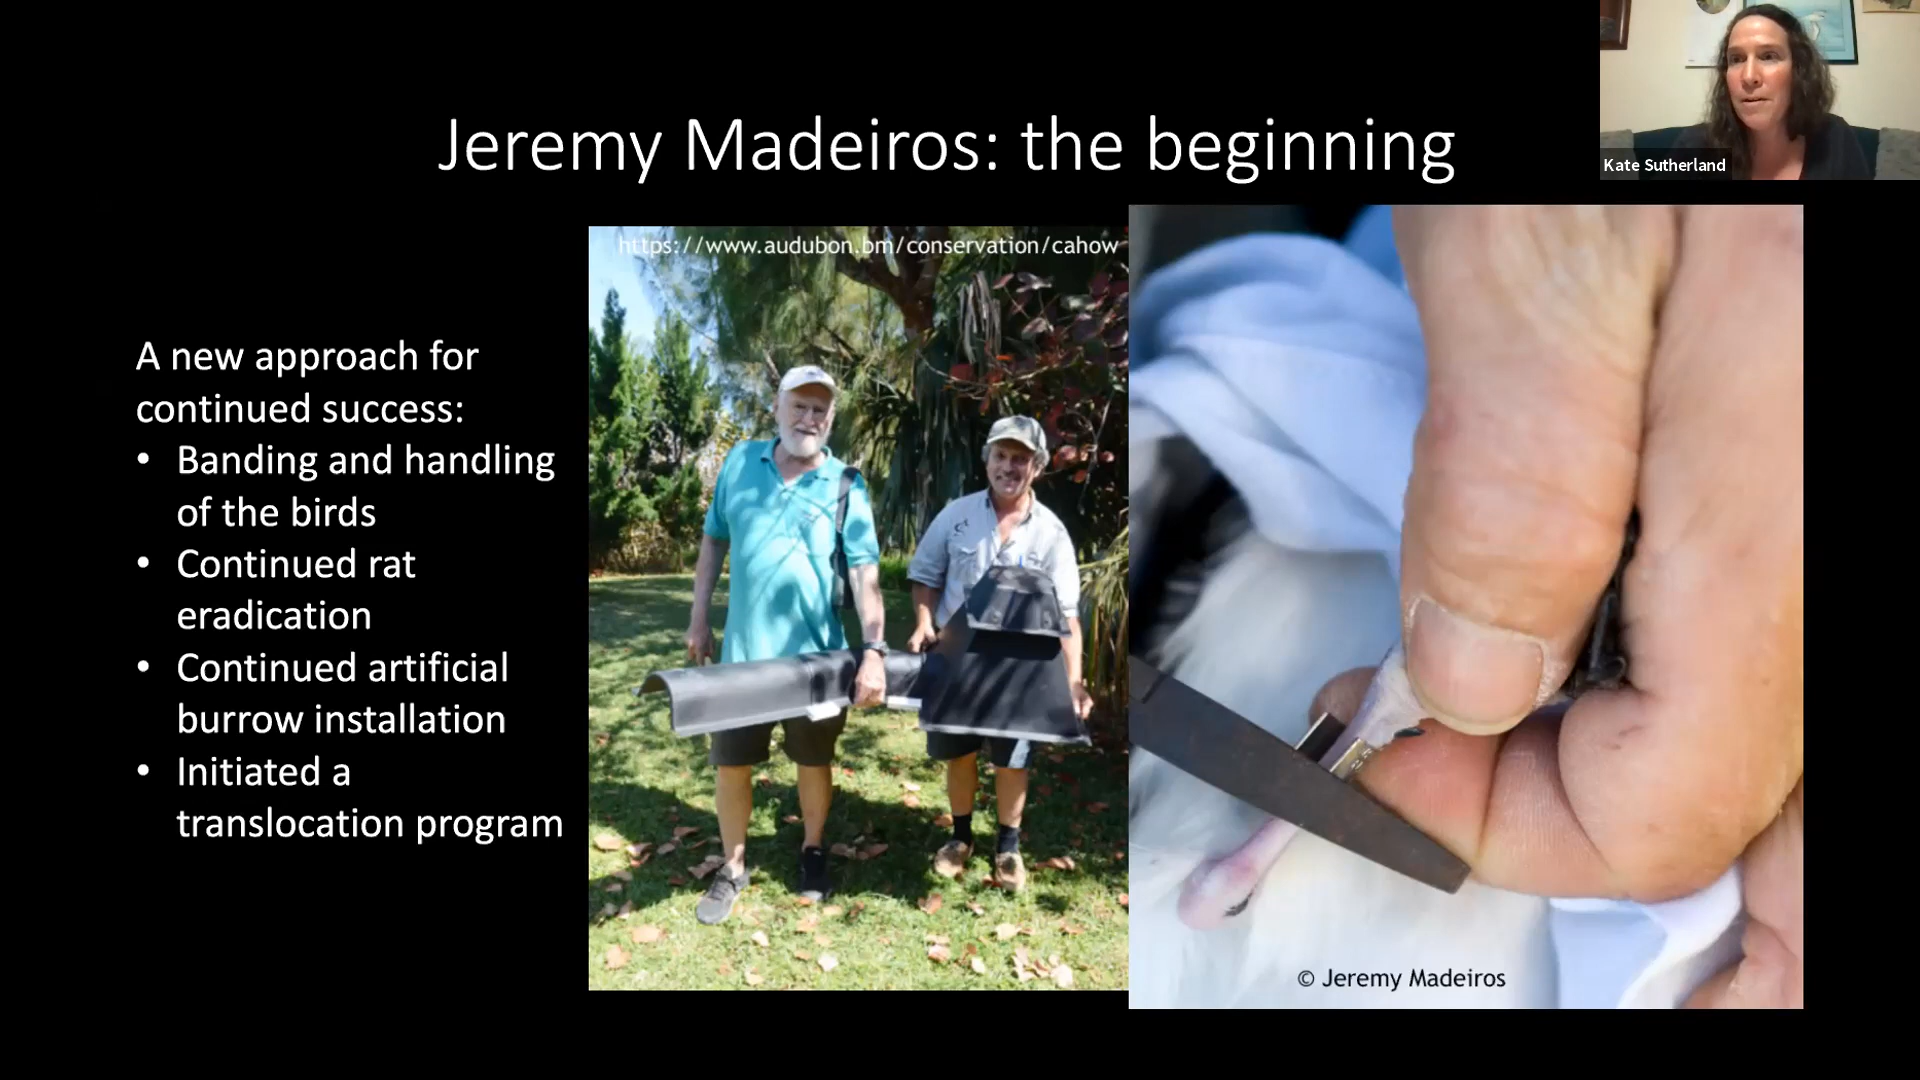 Jeremy Madeiros: the beginning
Kate Sutherland
https://www.audubon.bm/conservation/cahow
A new approach for
continued success:
• Banding and handling
of the birds
• Continued rat
eradication
• Continued artificial
burrow installation
• Initiated a
translocation program
© Jeremy Madeiros